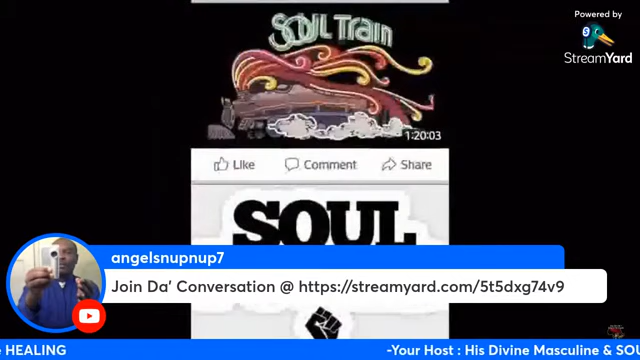 Powered by
StreamYard
SOUL TRAIN
1:20:03
Like Comment Share
SOUL
angelsnupnup7
Join Da' Conversation @ https://streamyard.com/5t5dxg74v9
HEALING -Your Host : His Divine Masculine & SOU